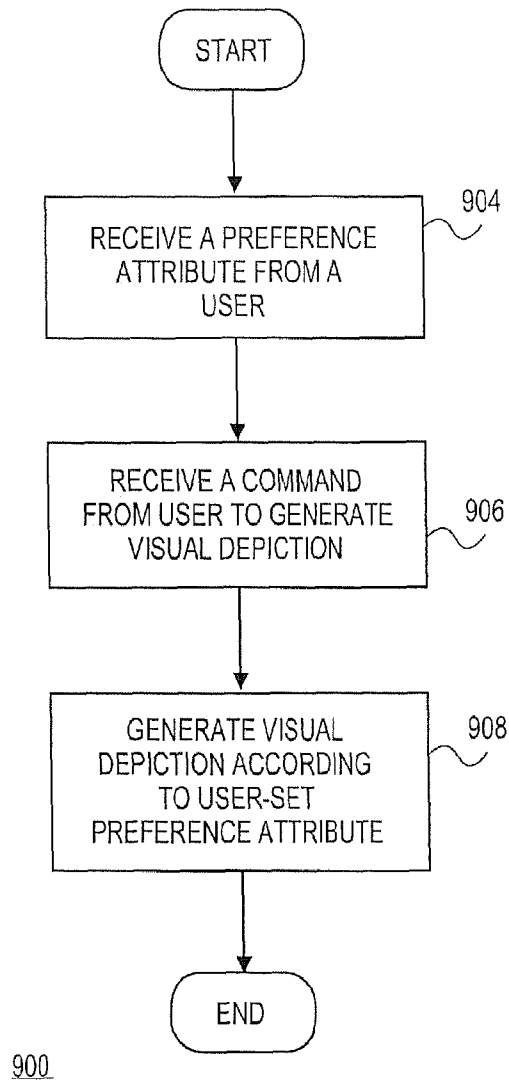 START
904
RECEIVE A PREFERENCE
ATTRIBUTE FROM A
USER
RECEIVE A COMMAND
FROM USER TO GENERATE
VISUAL DEPICTION
906
GENERATE VISUAL
DEPICTION ACCORDING
TO USER-SET
PREFERENCE ATTRIBUTE
908
END
900